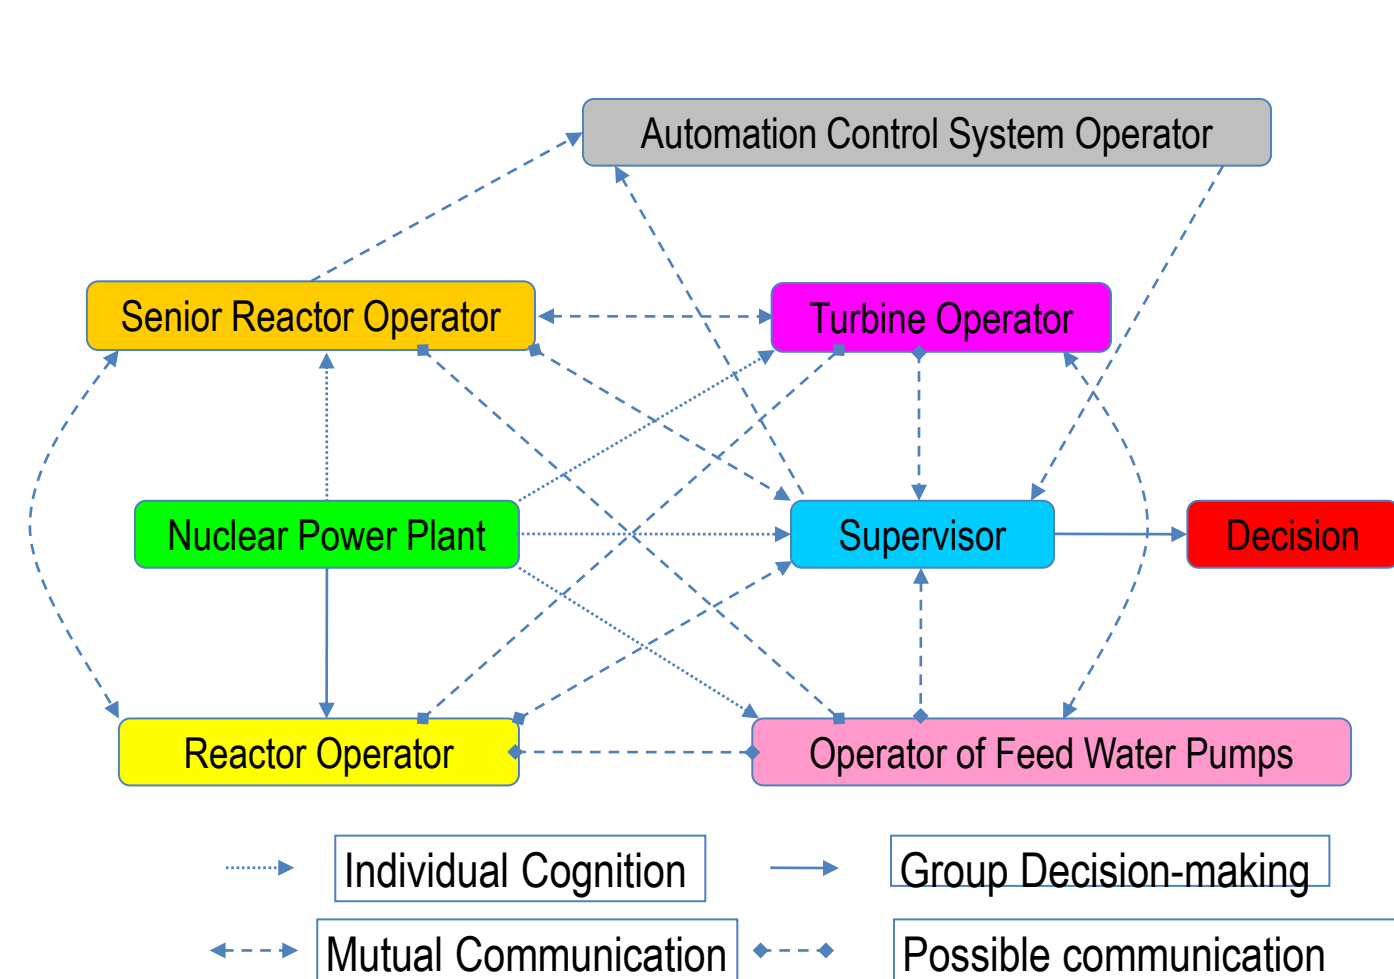 Automation Control System Operator
Senior Reactor Operator
Turbine Operator
Nuclear Power Plant
Supervisor
Decision
Reactor Operator
Operator of Feed Water Pumps
Individual Cognition
Group Decision-making
Mutual Communication
Possible communication